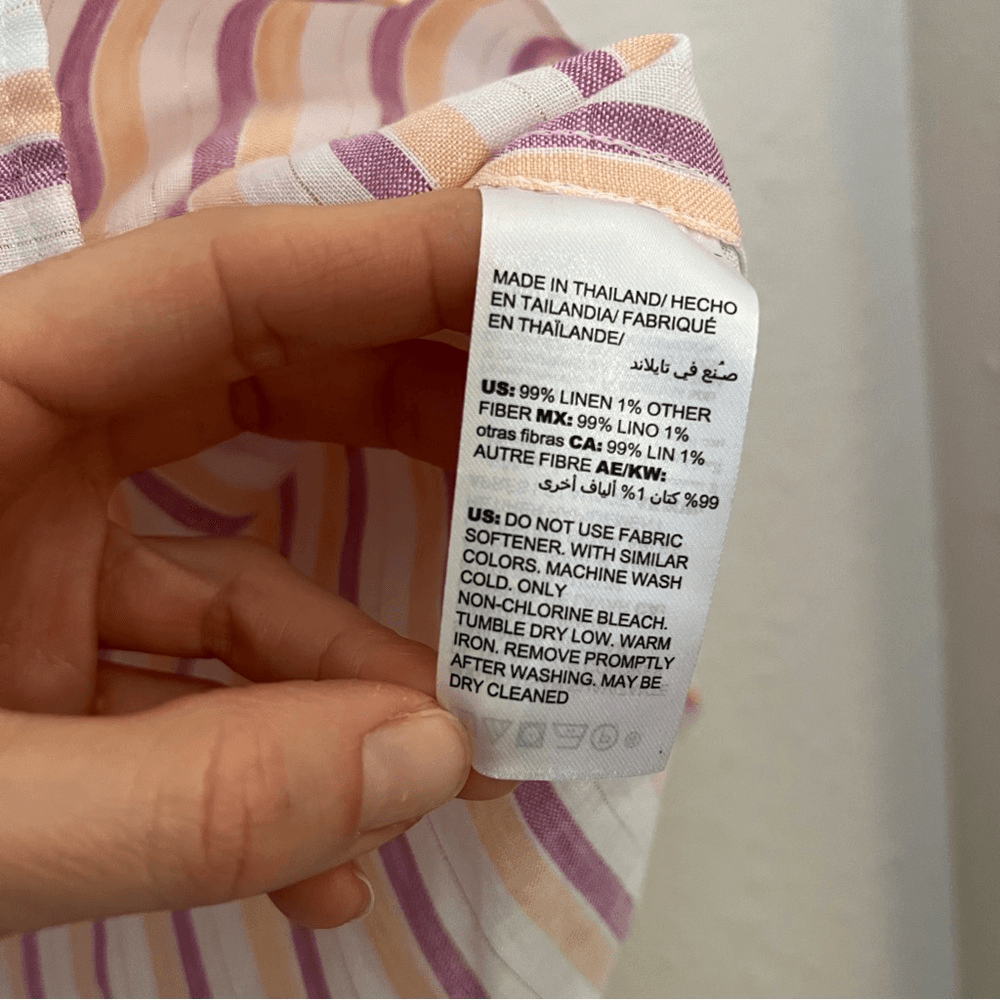 MADE IN THAILAND/ HECHO
EN TAILANDIA/ FABRIQUÉ
EN THAÏLANDE/
صُنع في تايلاند
US: 99% LINEN 1% OTHER
FIBER MX: 99% LINO 1%
otras fibras CA: 99% LIN 1%
AUTRE FIBRE AE/KW:
99% كتان 1% ألياف أخرى
US: DO NOT USE FABRIC
SOFTENER. WITH SIMILAR
COLORS. MACHINE WASH
COLD. ONLY
NON-CHLORINE BLEACH.
TUMBLE DRY LOW. WARM
IRON. REMOVE PROMPTLY
AFTER WASHING. MAY BE
DRY CLEANED